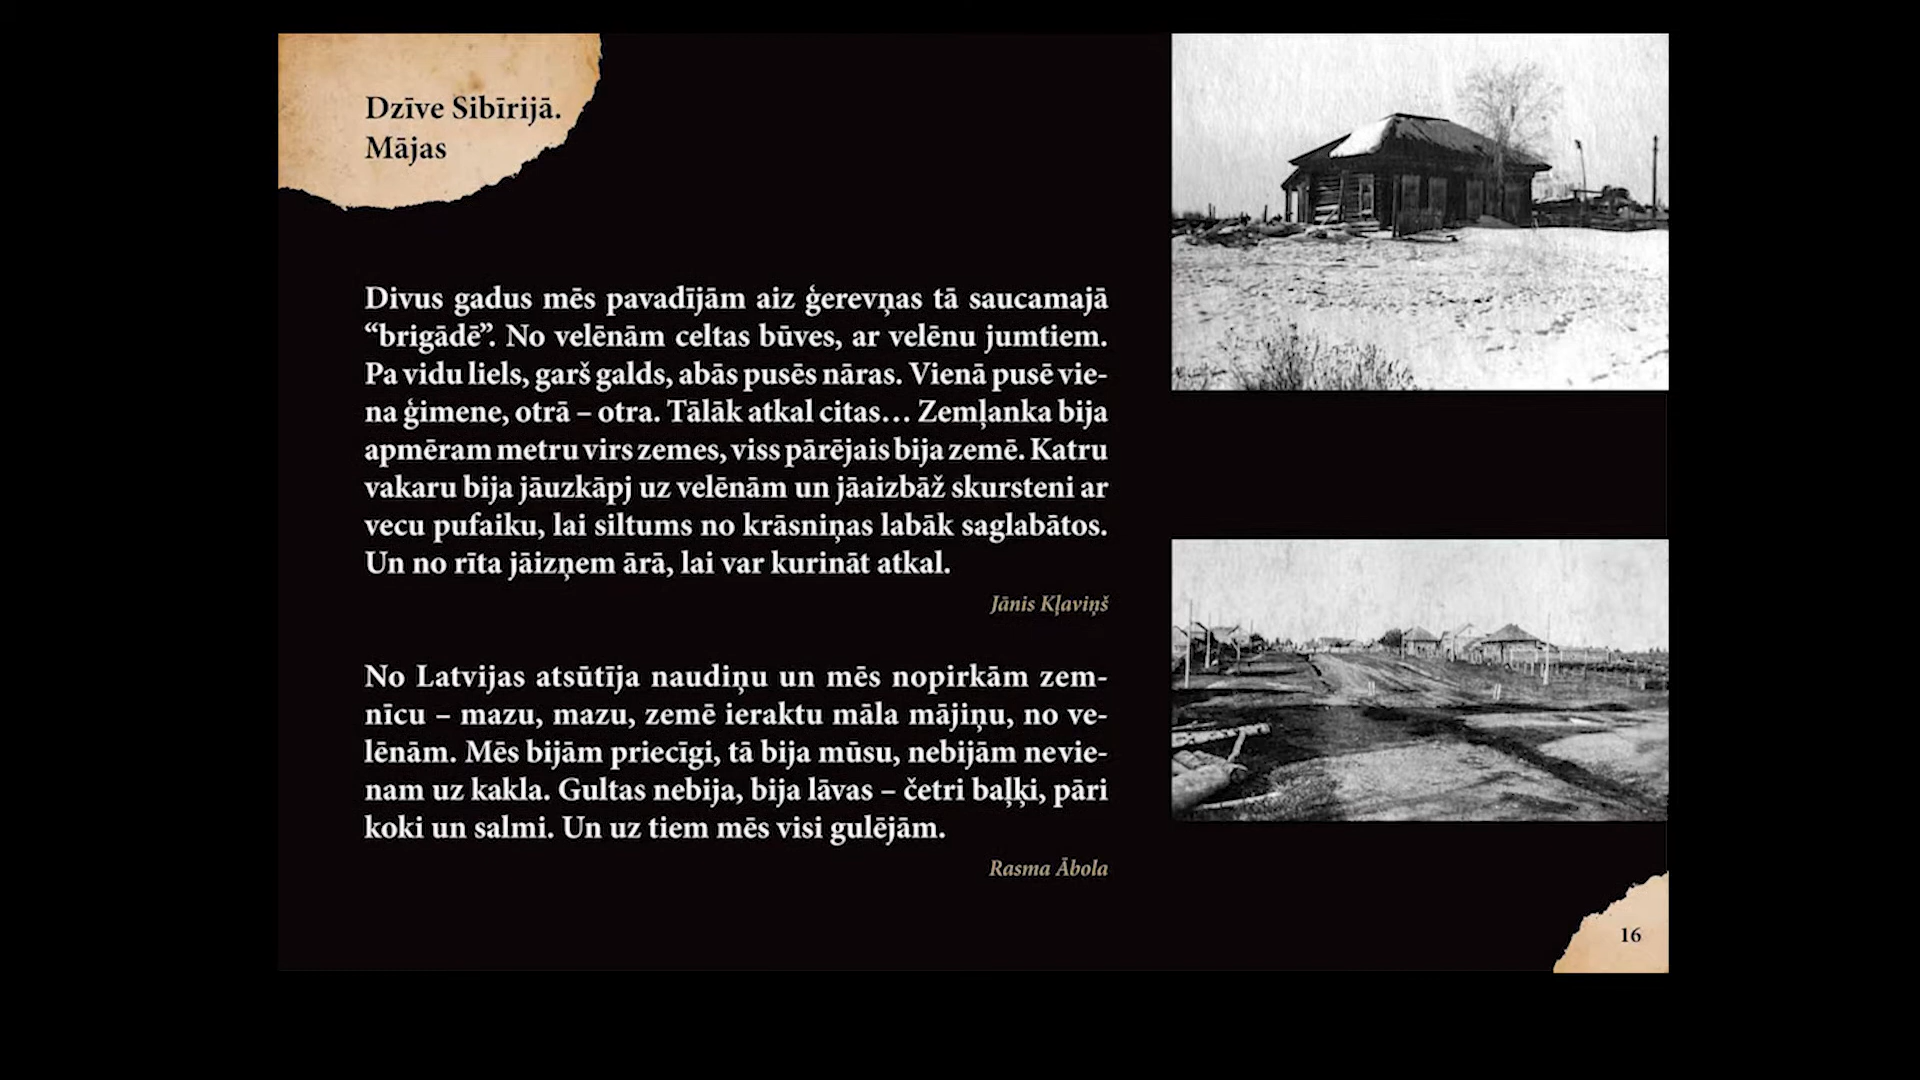 Dzīve Sibīrijā.
Mājas
Divus gadus mēs pavadījām aiz ģerevņas tā saucamajā
“brigādē”. No velēnām celtas būves, ar velēnu jumtiem.
Pa vidu liels, garš galds, abās pusēs nāras. Vienā pusē vie-
na ģimene, otrā – otra. Tālāk atkal citas… Zemļanka bija
apmēram metru virs zemes, viss pārējais bija zemē. Katru
vakaru bija jāuzkāpj uz velēnām un jāaizbāž skursteni ar
vecu pufaiku, lai siltums no krāsniņas labāk saglabātos.
Un no rīta jāizņem ārā, lai var kurināt atkal.
Jānis Kļaviņš
No Latvijas atsūtīja naudiņu un mēs nopirkām zem-
nīcu – mazu, mazu, zemē ieraktu māla mājiņu, no ve-
lēnām. Mēs bijām priecīgi, tā bija mūsu, nebijām nevie-
nam uz kakla. Gultas nebija, bija lāvas – četri baļķi, pāri
koki un salmi. Un uz tiem mēs visi gulējām.
Rasma Ābola
16